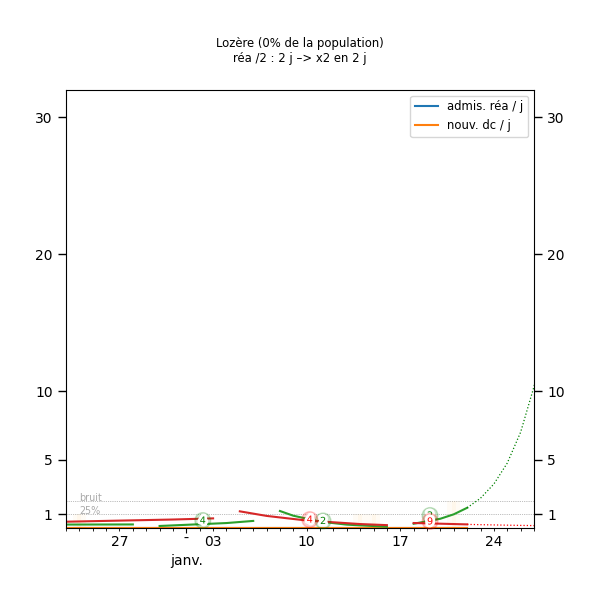 Lozère (0% de la population)
réa /2 : 2 j –> x2 en 2 j
admis. réa / j
nouv. dc / j
30 30
20 20
10 10
5 5
bruit
25%
1 1
4 4 2 9
27 - 03 10 17 24
janv.